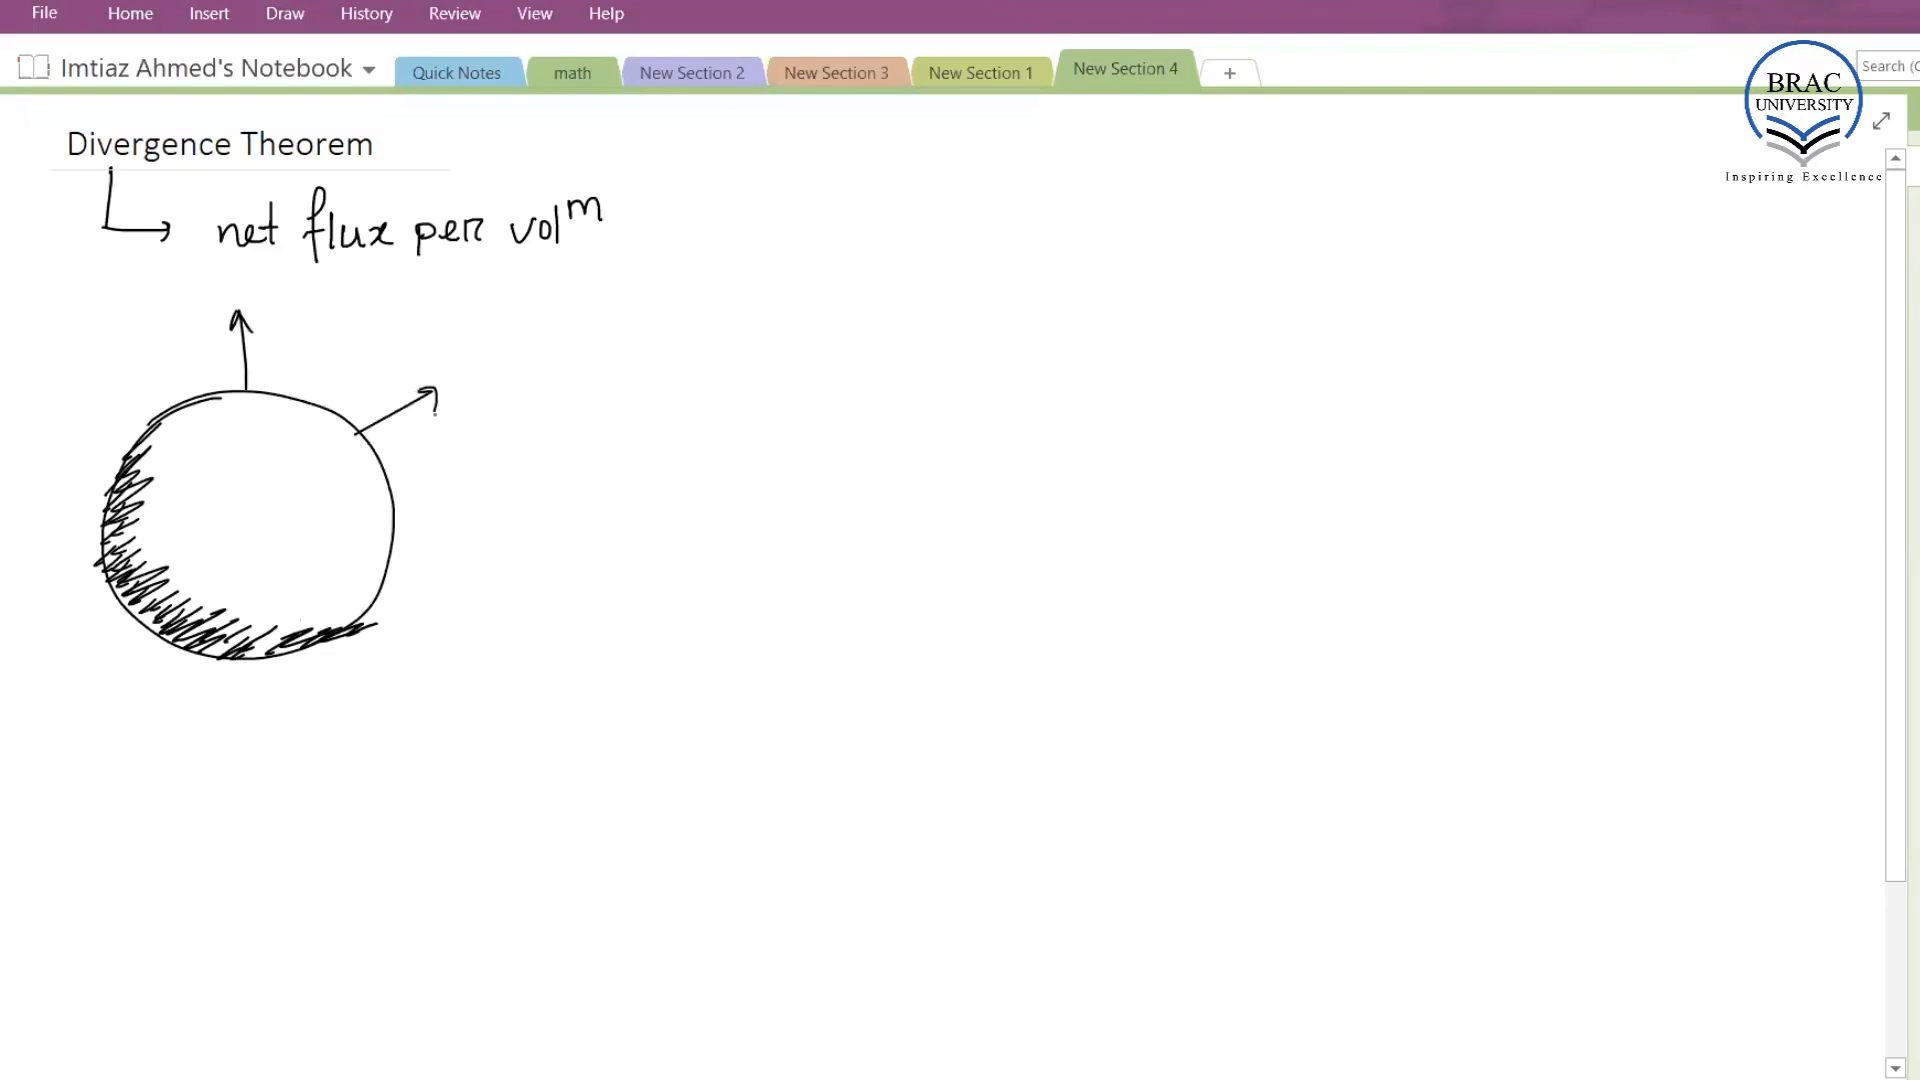 File Home Insert Draw History Review View Help
Imtiaz Ahmed's Notebook Quick Notes math New Section 2 New Section 3 New Section 1 New Section 4 +
Search (C
BRAC
UNIVERSITY
Inspiring Excellence
Divergence Theorem
net flux per volm